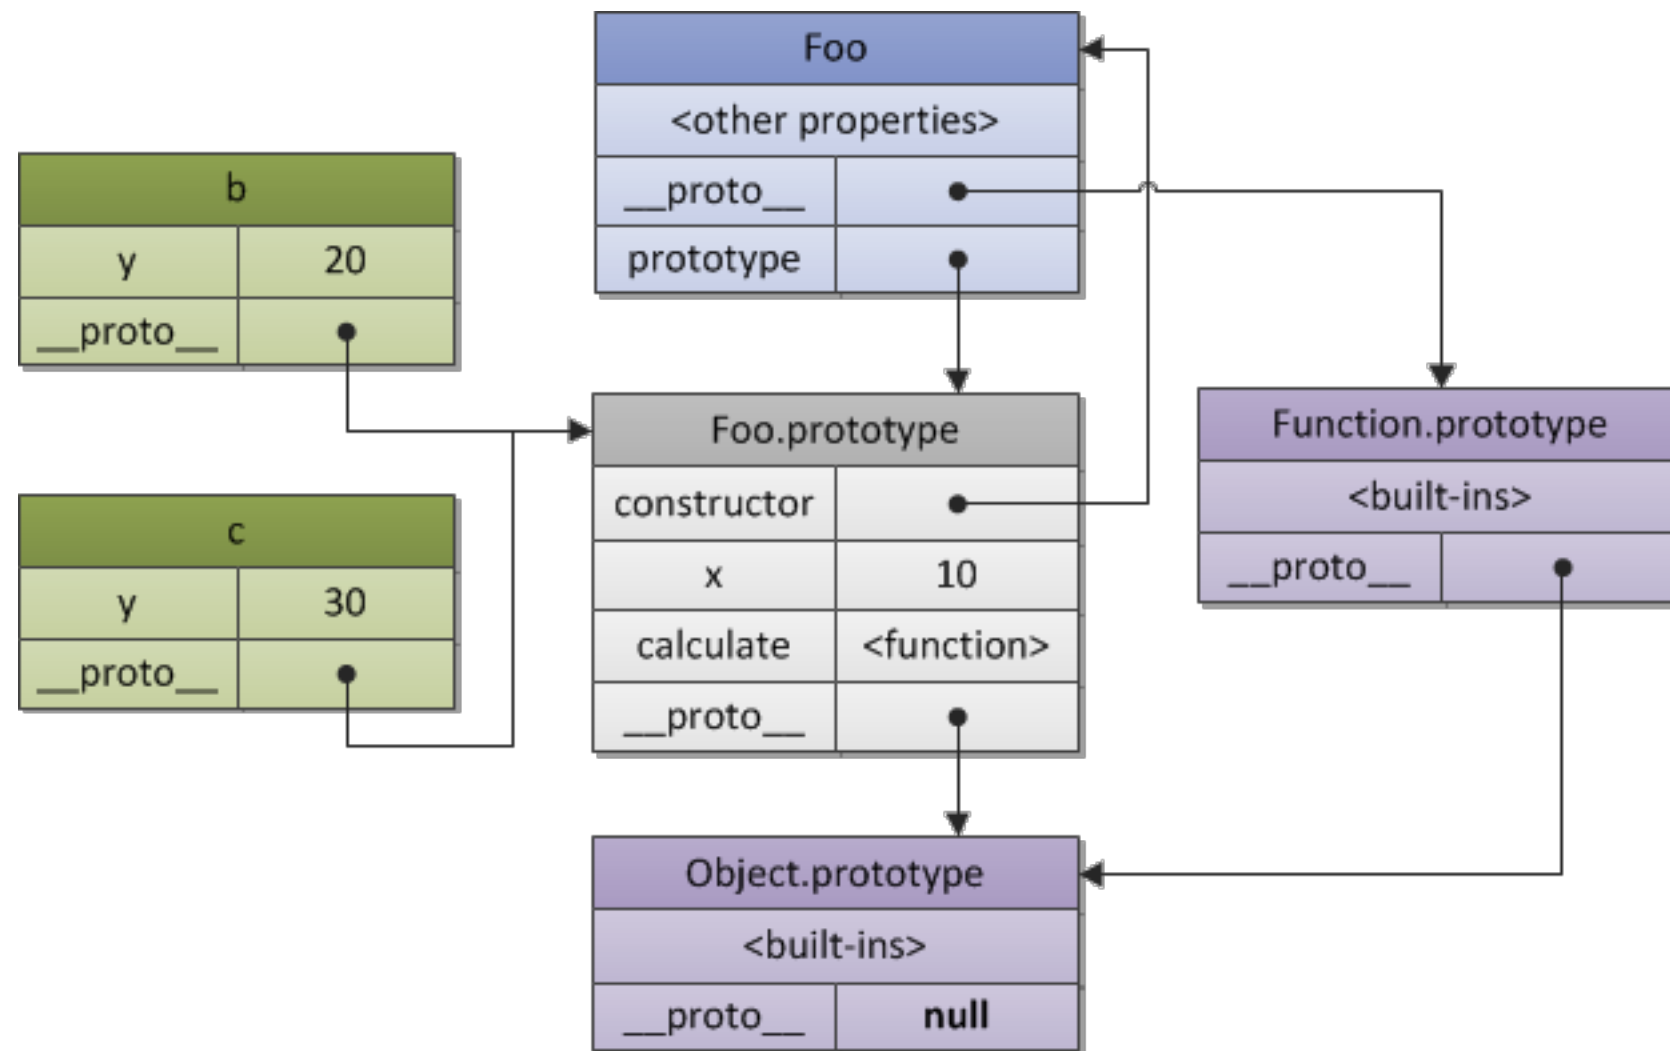 Foo
<other properties>
__proto__
prototype
b
y 20
__proto__
c
y 30
__proto__
Foo.prototype
constructor
x 10
calculate <function>
__proto__
Function.prototype
<built-ins>
__proto__
Object.prototype
<built-ins>
__proto__ null